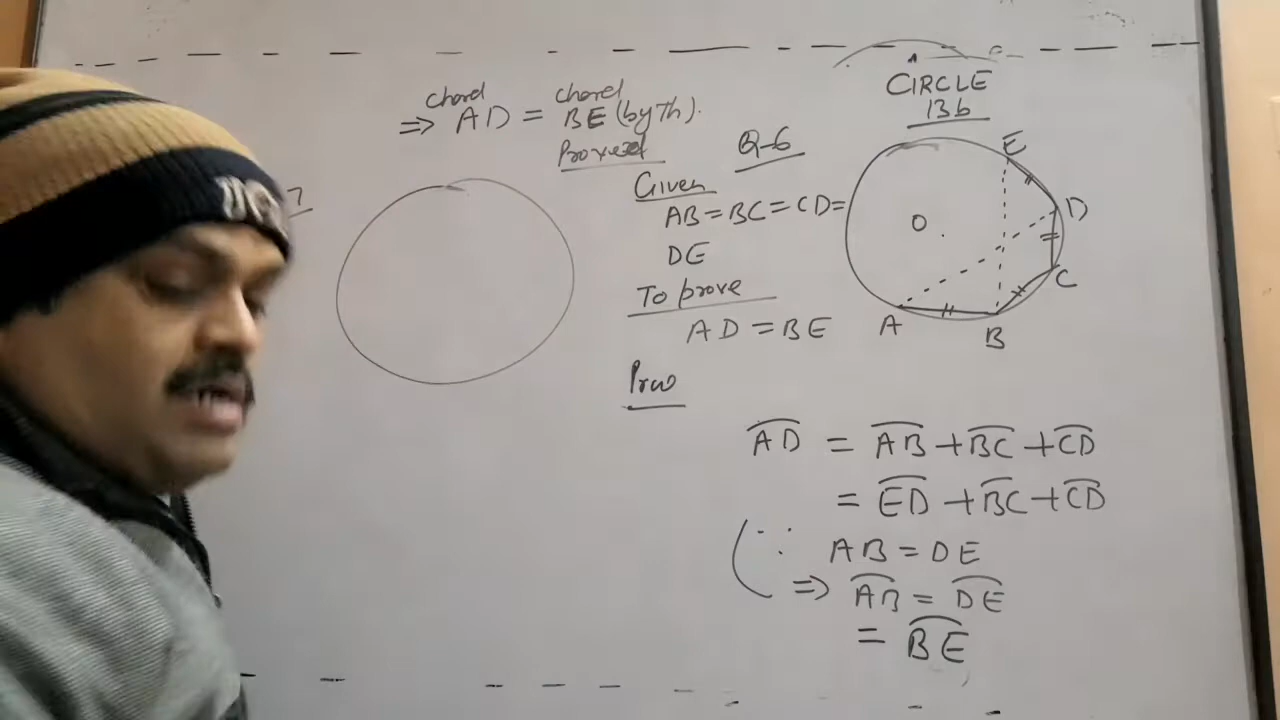 CIRCLE
13b
chord chord
⇒ AD = BE (by Th).
Proved
Q-6
Given
AB = BC = CD =
DE
To prove
AD = BE
E
D
O
C
A
B
7
⌒AD = ⌒AB + ⌒BC + ⌒CD
= ⌒ED + ⌒BC + ⌒CD
( ∵ AB = DE
⇒ ⌒AB = ⌒DE
= ⌒BE